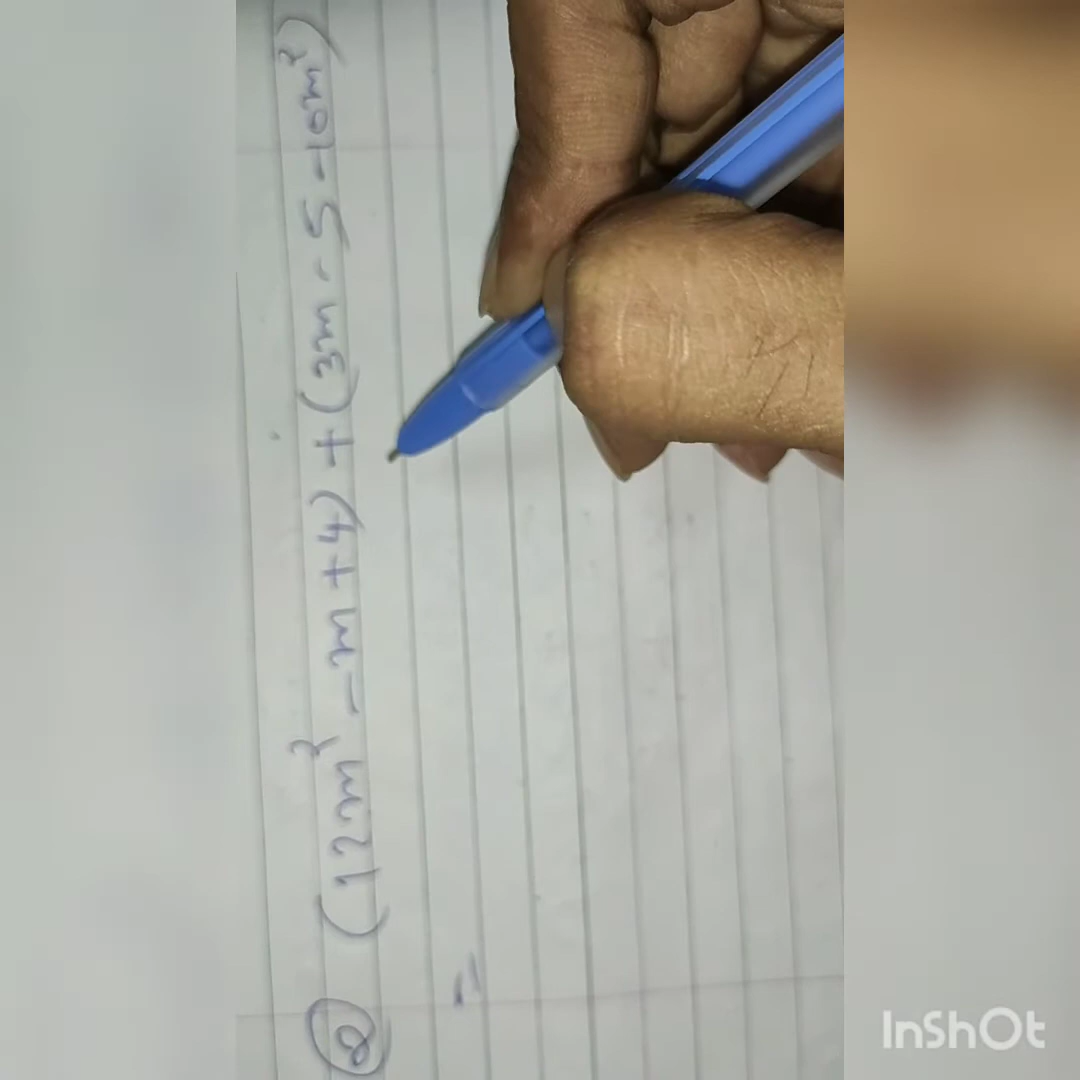 ② (12m² - m + 4) + (3m - 5 - 10m²)
=
InShOt